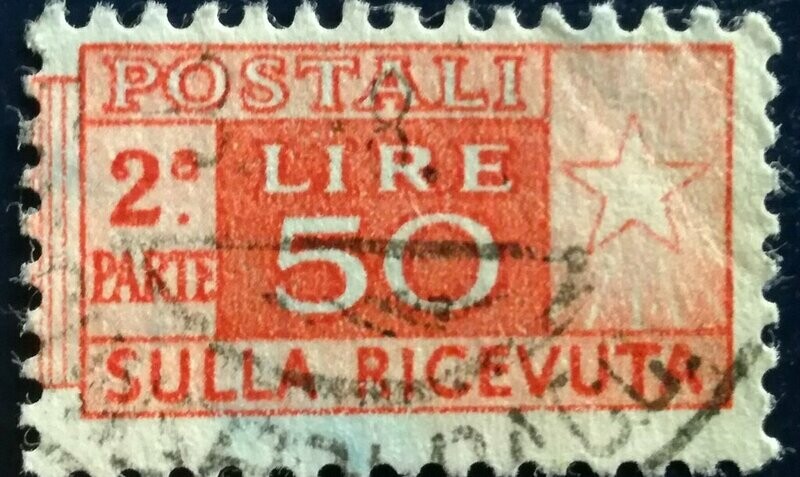 POSTALI
2ª.
PARTE
LIRE
50
SULLA RICEVUTA